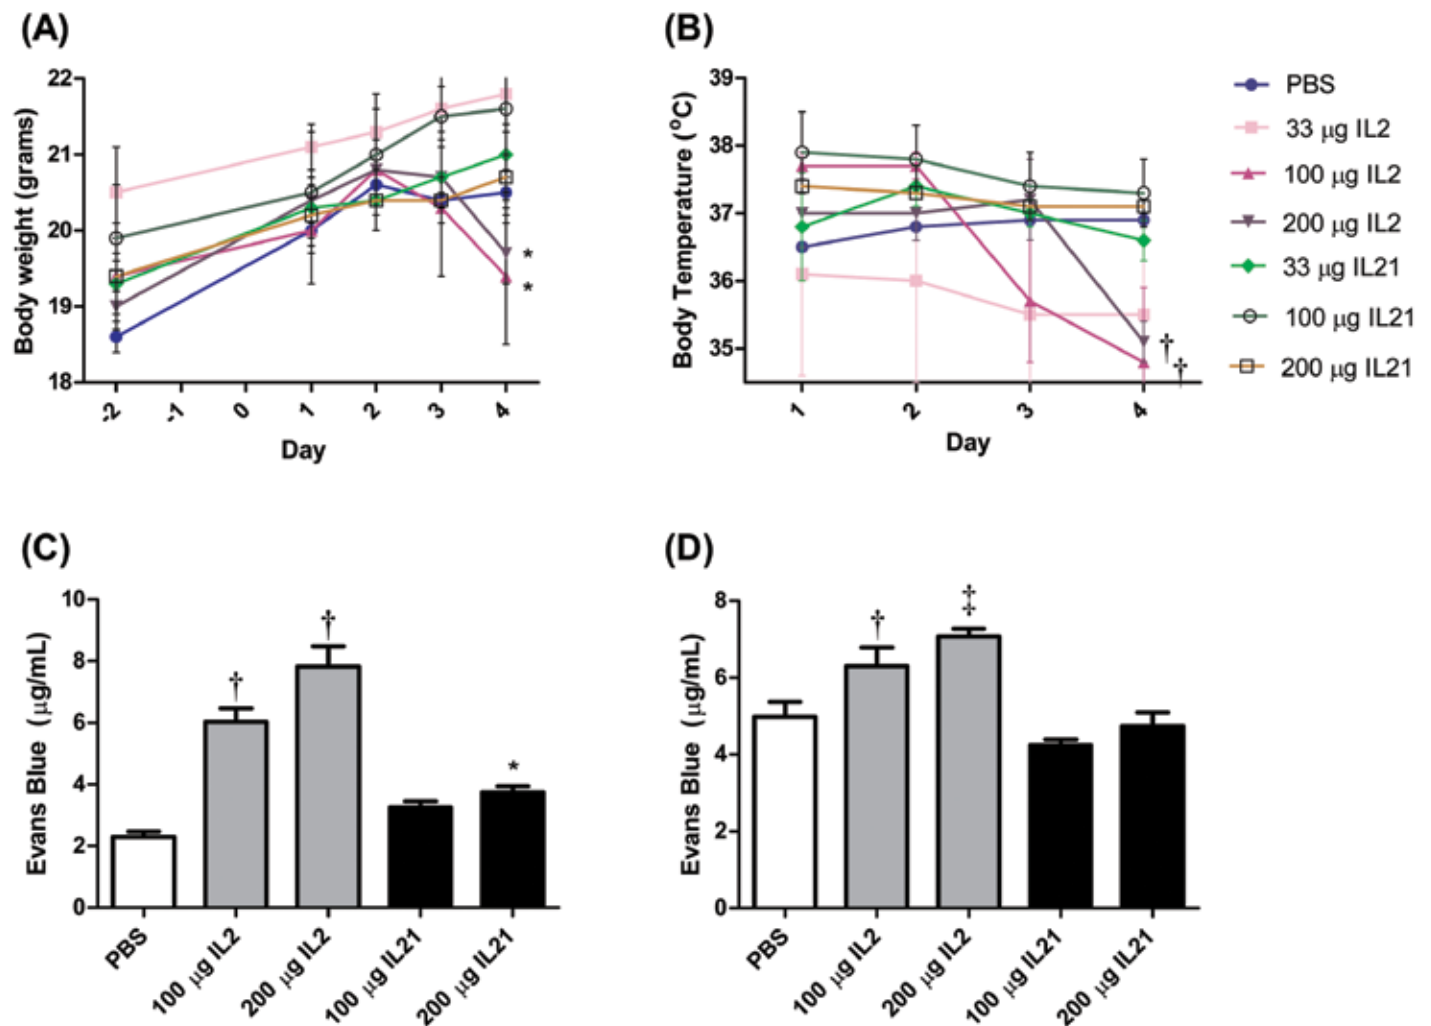 (A)
Body weight (grams)
22
21
20
19
18
-2
-1
0
1
2
3
4
Day
*
*
(B)
Body Temperature (°C)
39
38
37
36
35
1
2
3
4
Day
†
‡
PBS
33 µg IL2
100 µg IL2
200 µg IL2
33 µg IL21
100 µg IL21
200 µg IL21
(C)
Evans Blue (µg/mL)
10
8
6
4
2
0
†
†
*
PBS
100 µg IL2
200 µg IL2
100 µg IL21
200 µg IL21
(D)
Evans Blue (µg/mL)
8
6
4
2
0
†
‡
PBS
100 µg IL2
200 µg IL2
100 µg IL21
200 µg IL21